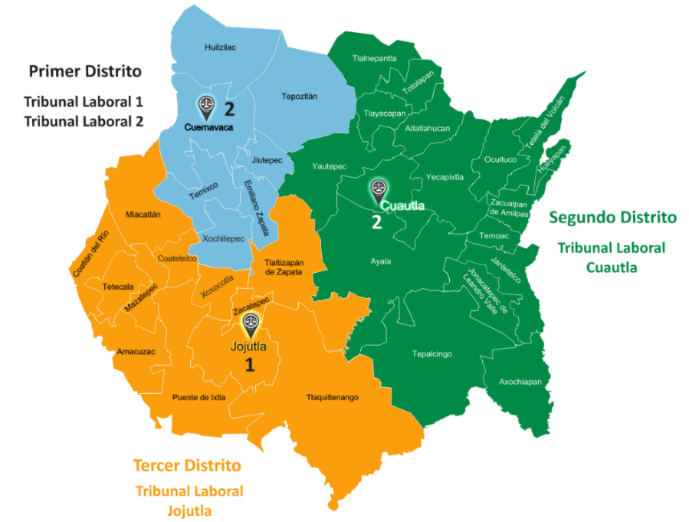 Huitzilac
Tlalnepantla
Totolapan
Primer Distrito
Tepoztlán
Tribunal Laboral 1
Tribunal Laboral 2
2
Cuernavaca
Tlayacapan
Atlatlahucan
Tetela del Volcán
Hueyapan
Ocuituco
Jiutepec
Yautepec
Yecapixtla
Temixco
Emiliano Zapata
Cuautla
2
Zacualpan
de Amilpas
Segundo Distrito
Tribunal Laboral
Cuautla
Miacatlán
Xochitepec
Temoac
Coatlán del Río
Coatetelco
Tlaltizapán
de Zapata
Ayala
Jantetelco
Jonacatepec de
Leandro Valle
Tetecala
Mazatepec
Xoxocotla
Zacatepec
Jojutla
1
Amacuzac
Tepalcingo
Axochiapan
Puente de Ixtla
Tlaquiltenango
Tercer Distrito
Tribunal Laboral
Jojutla